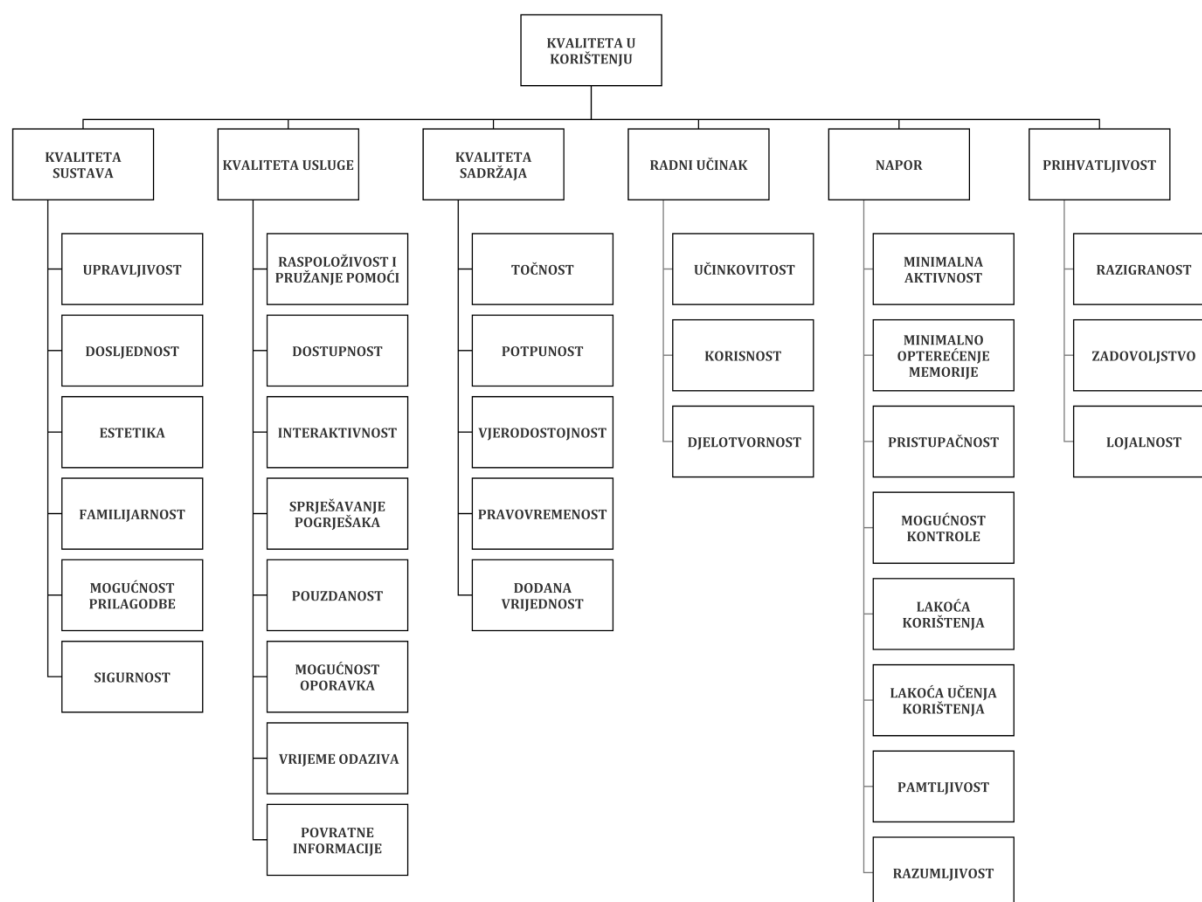 KVALITETA U
KORIŠTENJU
KVALITETA
SUSTAVA
UPRAVLJIVOST
DOSLJEDNOST
ESTETIKA
FAMILIJARNOST
MOGUĆNOST
PRILAGODBE
SIGURNOST
KVALITETA USLUGE
RASPOLOŽIVOST I
PRUŽANJE POMOĆI
DOSTUPNOST
INTERAKTIVNOST
SPRJEŠAVANJE
POGRJEŠAKA
POUZDANOST
MOGUĆNOST
OPORAVKA
VRIJEME ODAZIVA
POVRATNE
INFORMACIJE
KVALITETA
SADRŽAJA
TOČNOST
POTPUNOST
VJERODOSTOJNOST
PRAVOVREMENOST
DODANA
VRIJEDNOST
RADNI UČINAK
UČINKOVITOST
KORISNOST
DJELOTVORNOST
NAPOR
MINIMALNA
AKTIVNOST
MINIMALNO
OPTEREĆENJE
MEMORIJE
PRISTUPAČNOST
MOGUĆNOST
KONTROLE
LAKOĆA
KORIŠTENJA
LAKOĆA UČENJA
KORIŠTENJA
PAMTLJIVOST
RAZUMLJIVOST
PRIHVATLJIVOST
RAZIGRANOST
ZADOVOLJSTVO
LOJALNOST